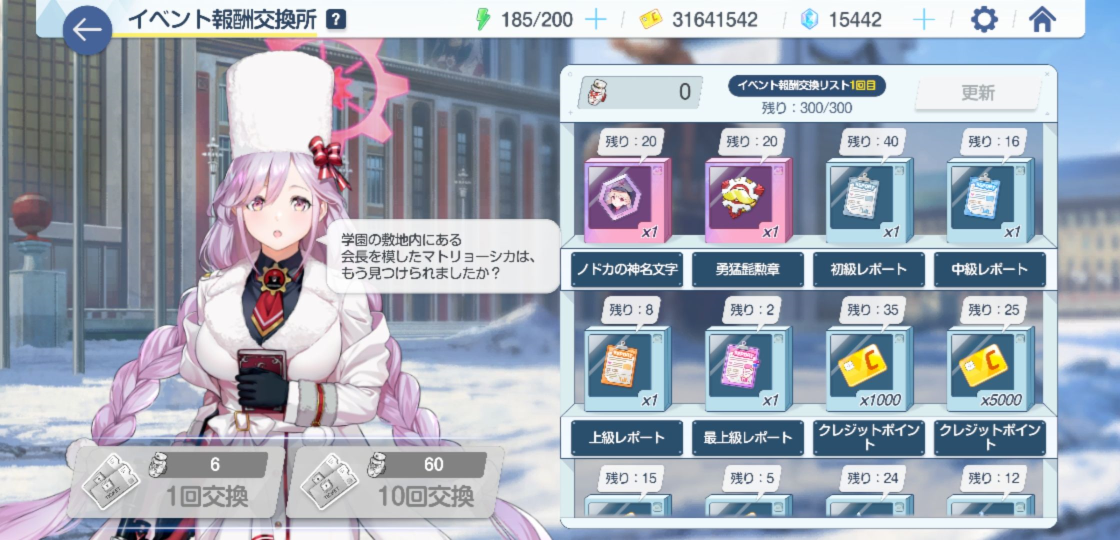 イベント報酬交換所 ?
185/200
31641542
15442
学園の敷地内にある
会長を模したマトリョーシカは、
もう見つけられましたか？
6
1回交換
60
10回交換
0
イベント報酬交換リスト1回目
残り：300/300
更新
残り：20
残り：20
残り：40
残り：16
x1
x1
x1
x1
ノドカの神名文字
勇猛髭勲章
初級レポート
中級レポート
残り：8
残り：2
残り：35
残り：25
x1
x1
x1000
x5000
上級レポート
最上級レポート
クレジットポイン
ト
クレジットポイン
ト
残り：15
残り：5
残り：24
残り：12